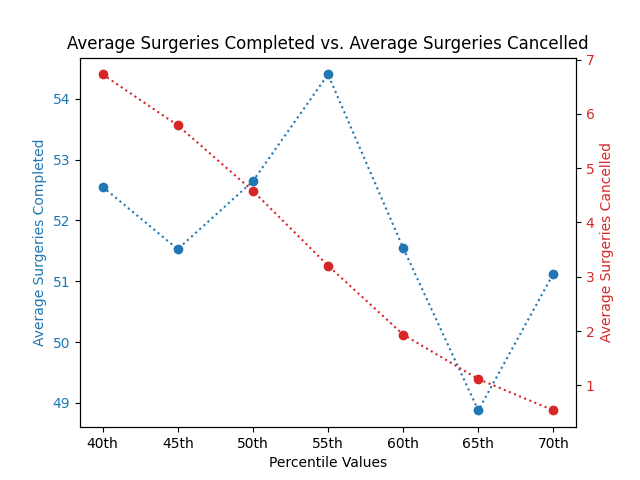 Average Surgeries Completed vs. Average Surgeries Cancelled
Average Surgeries Completed
54
53
52
51
50
49
7
6
5
4
3
2
1
Average Surgeries Cancelled
40th 45th 50th 55th 60th 65th 70th
Percentile Values